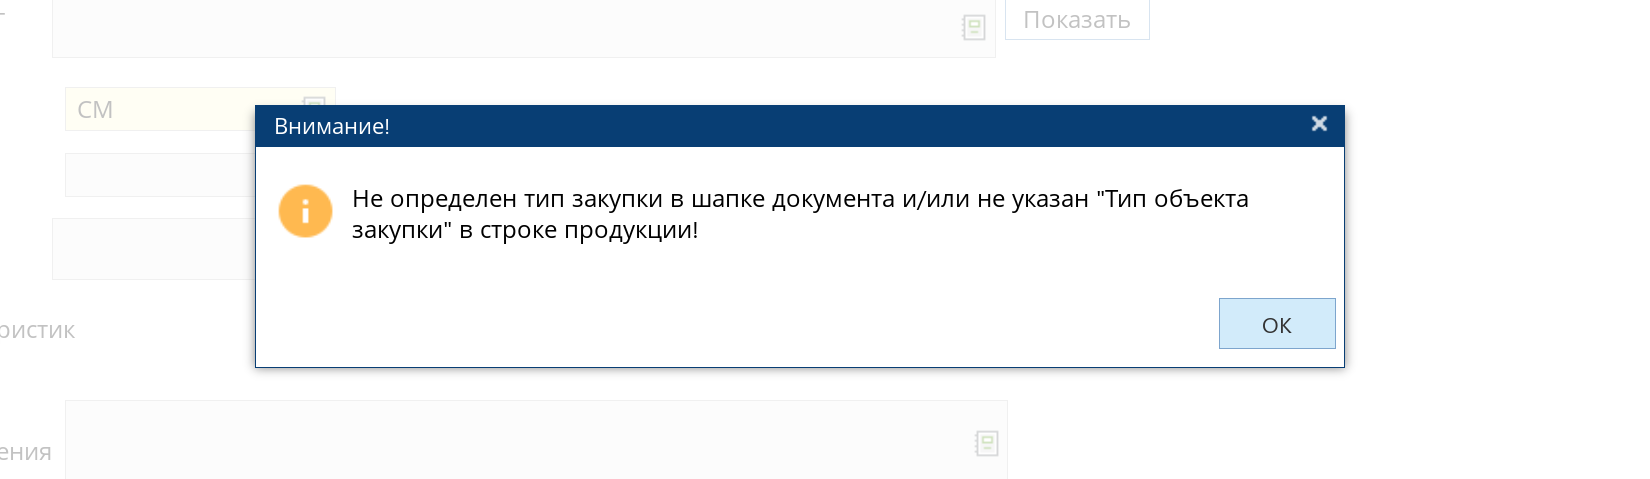 Показать
СМ
Внимание!
Не определен тип закупки в шапке документа и/или не указан "Тип объекта
закупки" в строке продукции!
ОК
ристик
ения